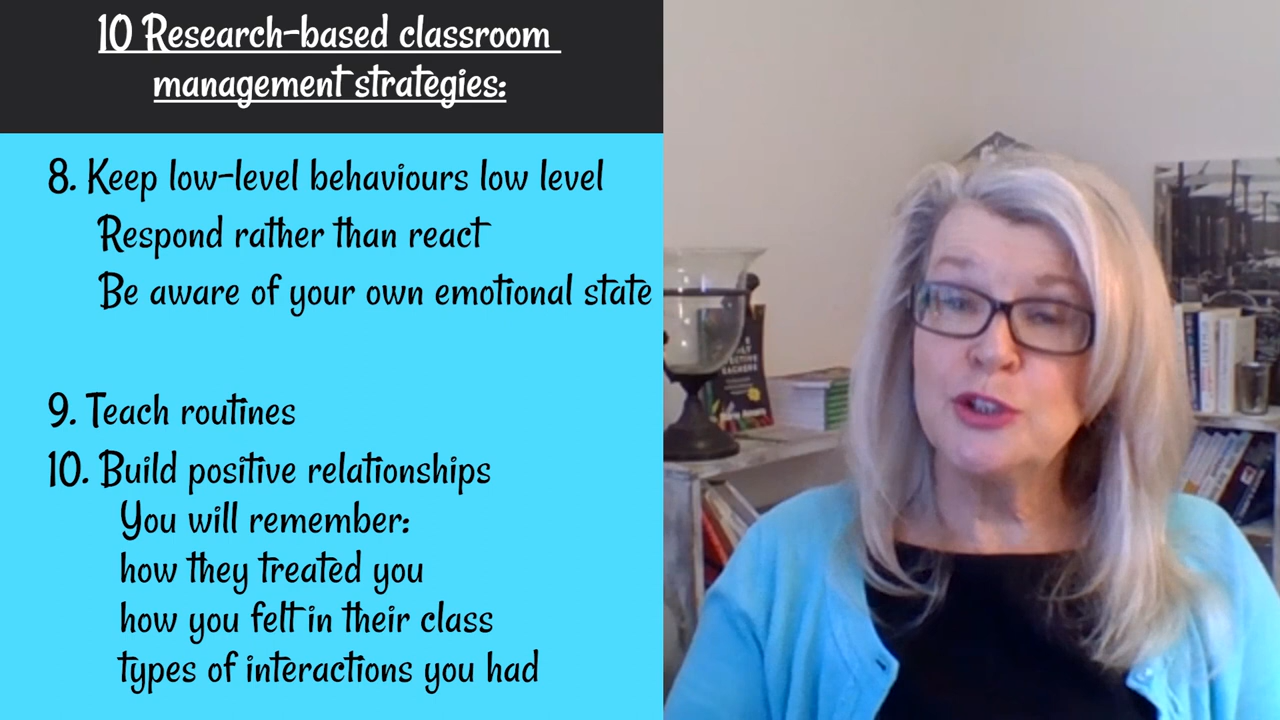 10 Research-based classroom
management strategies:
8. Keep low-level behaviours low level
Respond rather than react
Be aware of your own emotional state
9. Teach routines
10. Build positive relationships
You will remember:
how they treated you
how you felt in their class
types of interactions you had